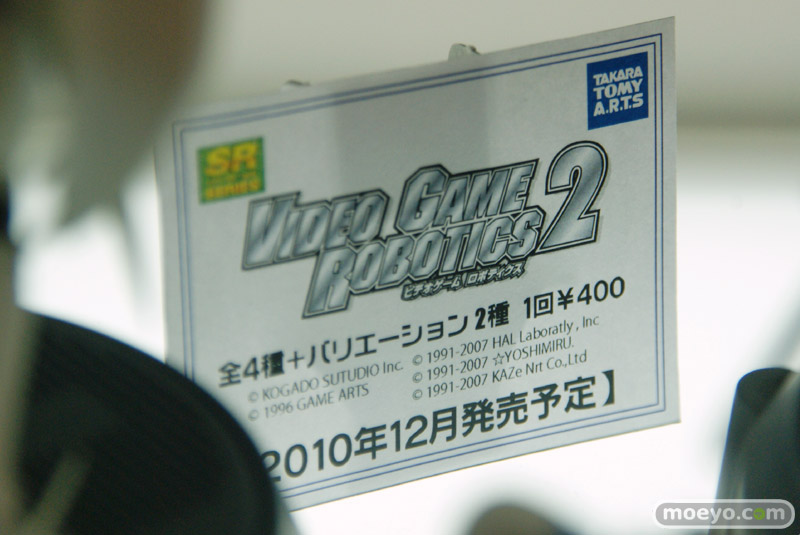 TAKARA
TOMY
A.R.T.S
SR
SERIES
VIDEO GAME
ROBOTICS 2
ビデオゲーム ロボティクス
全4種+バリエーション2種 1回¥400
© KOGADO SUTUDIO Inc. © 1991-2007 HAL Laboratly , Inc
© 1996 GAME ARTS © 1991-2007 ☆YOSHIMIRU.
© 1991-2007 KAZe Nrt Co.,Ltd
2010年12月発売予定】
moeyo.com